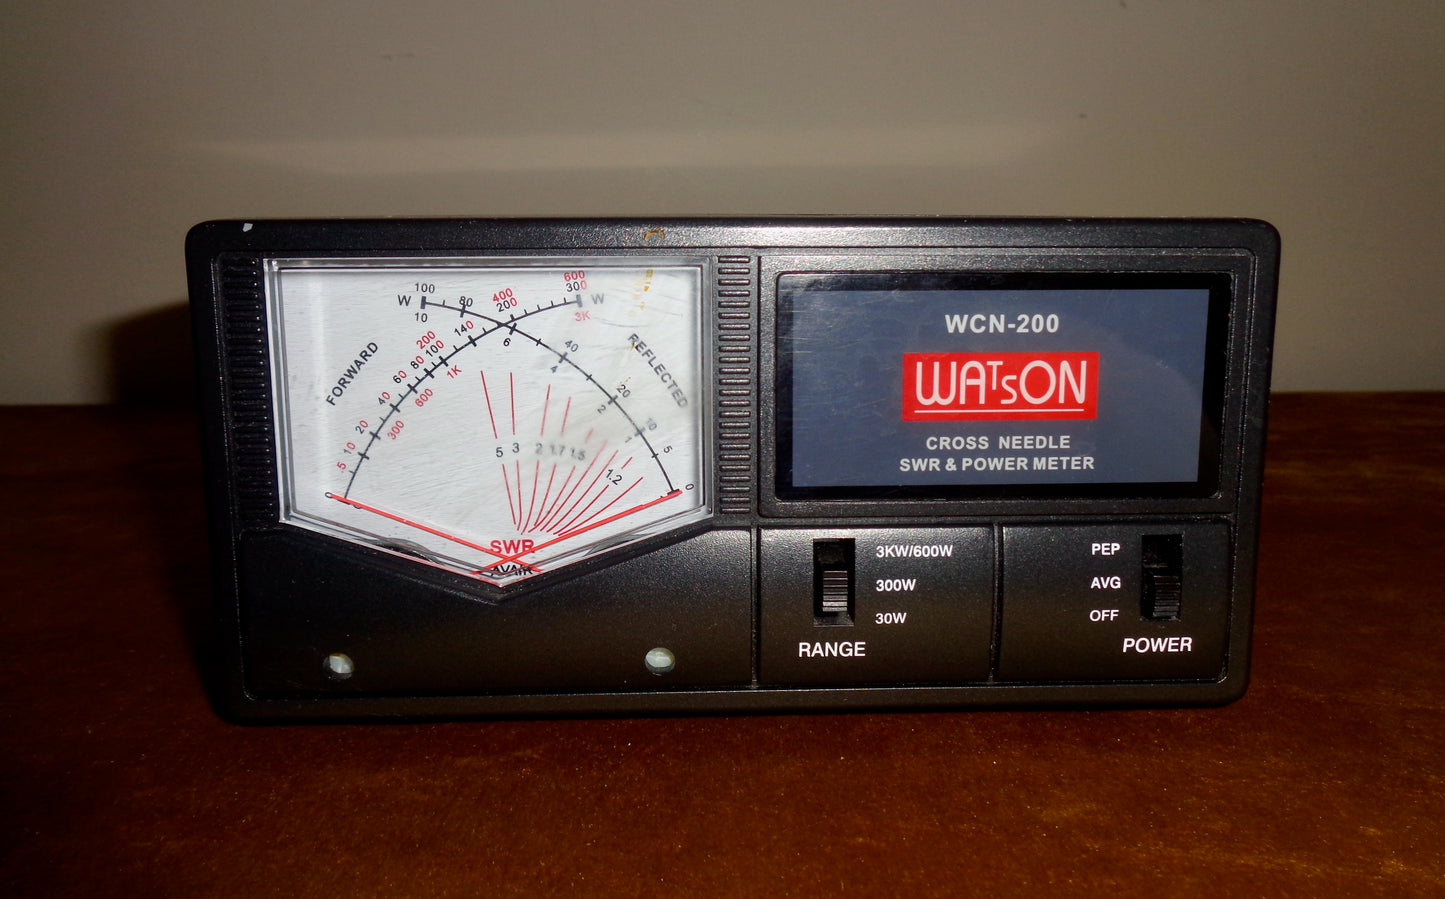 W 100 80 400 600
200 300 W
10 3K
FORWARD
REFLECTED
140
200
100
80
60
40
20
10
5
0
1K
600
300
6
40
4
20
2
10
1
5
0
5 3 2 1.7 1.5 1.2
SWR
AVAIR
WCN-200
WATSON
CROSS NEEDLE
SWR & POWER METER
3KW/600W
300W
30W
RANGE
PEP
AVG
OFF
POWER